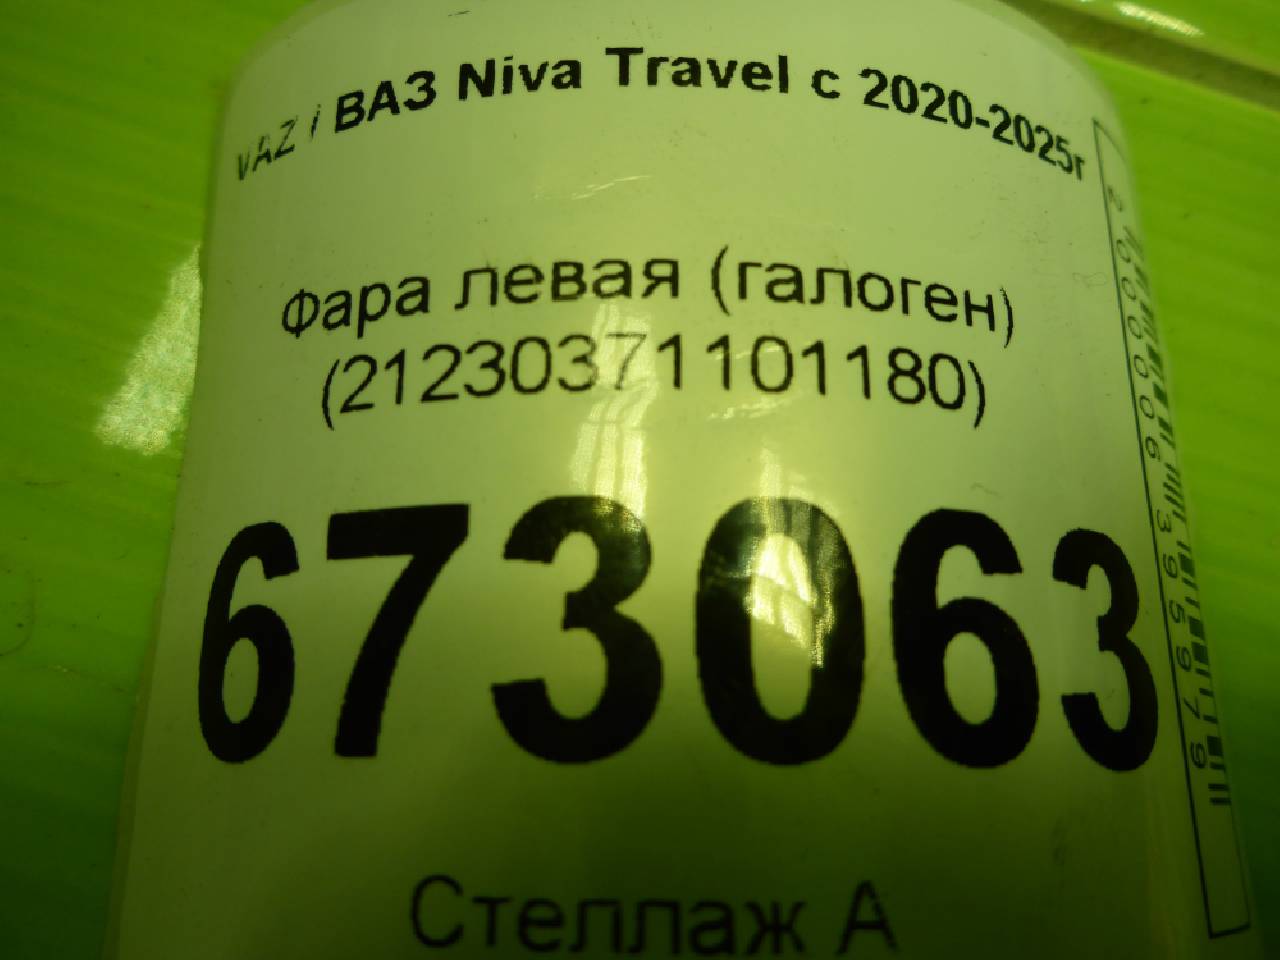 VAZ / ВАЗ Niva Travel с 2020-2025г
Фара левая (галоген)
(21230371101180)
673063
Стеллаж А